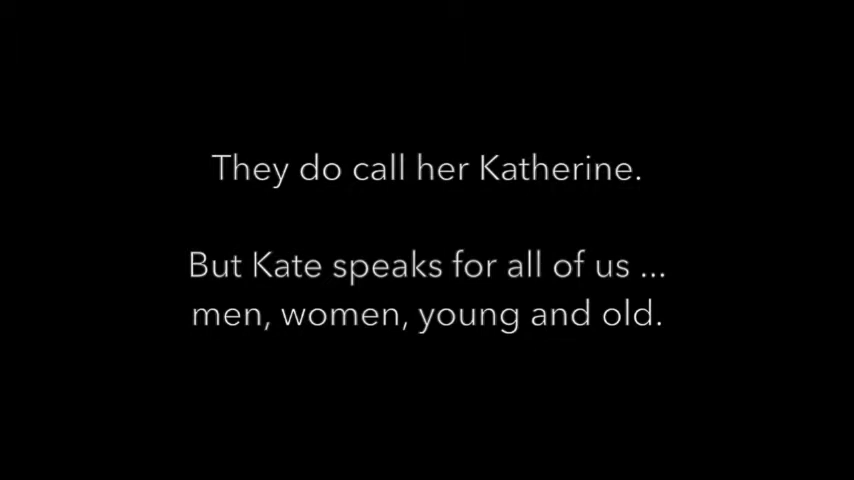 They do call her Katherine.
But Kate speaks for all of us ...
men, women, young and old.